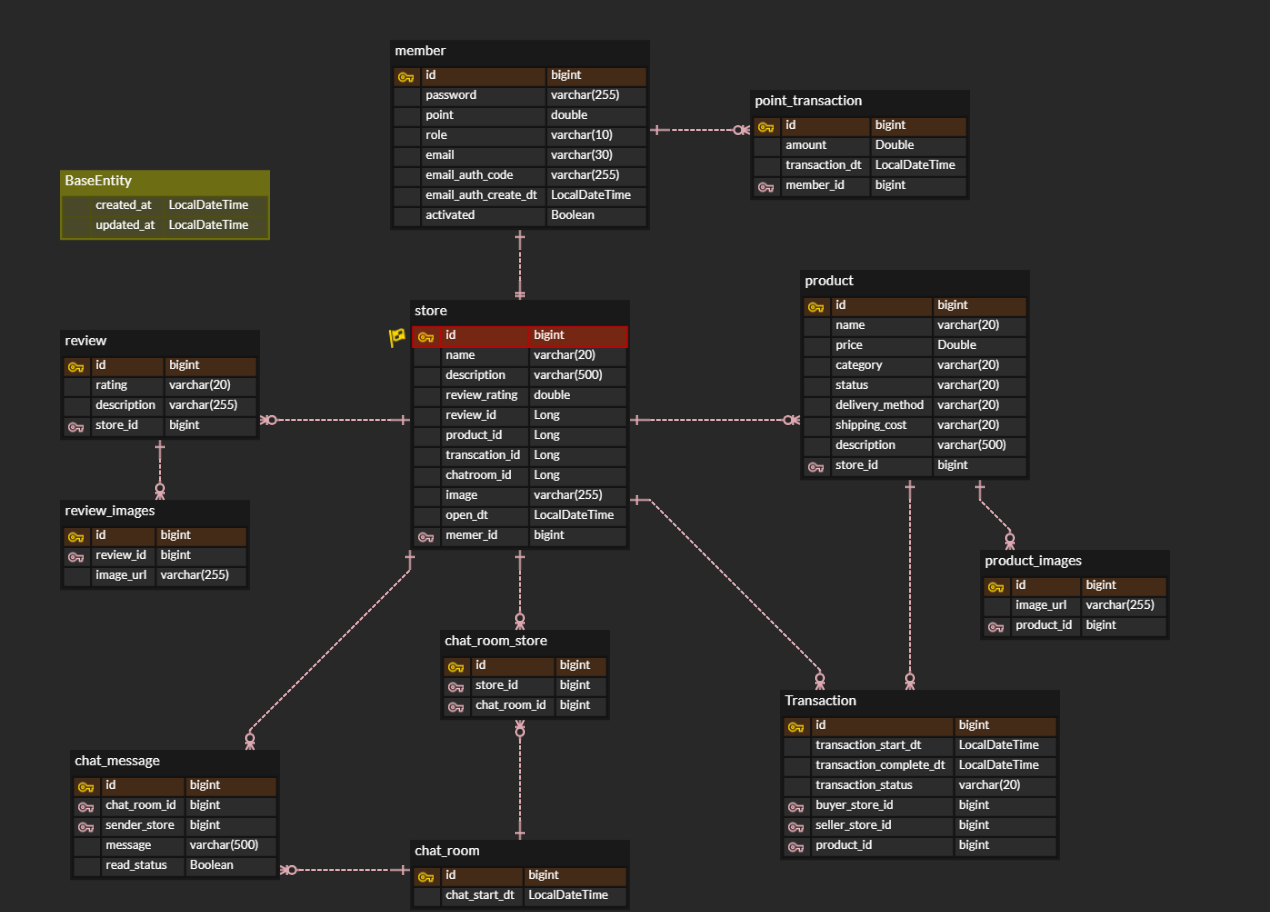 member
id bigint
password varchar(255)
point double
role varchar(10)
email varchar(30)
email_auth_code varchar(255)
email_auth_create_dt LocalDateTime
activated Boolean
point_transaction
id bigint
amount Double
transaction_dt LocalDateTime
member_id bigint
BaseEntity
created_at LocalDateTime
updated_at LocalDateTime
store
id bigint
name varchar(20)
description varchar(500)
review_rating double
review_id Long
product_id Long
transcation_id Long
chatroom_id Long
image varchar(255)
open_dt LocalDateTime
memer_id bigint
product
id bigint
name varchar(20)
price Double
category varchar(20)
status varchar(20)
delivery_method varchar(20)
shipping_cost varchar(20)
description varchar(500)
store_id bigint
review
id bigint
rating varchar(20)
description varchar(255)
store_id bigint
review_images
id bigint
review_id bigint
image_url varchar(255)
product_images
id bigint
image_url varchar(255)
product_id bigint
chat_room_store
id bigint
store_id bigint
chat_room_id bigint
Transaction
id bigint
transaction_start_dt LocalDateTime
transaction_complete_dt LocalDateTime
transaction_status varchar(20)
buyer_store_id bigint
seller_store_id bigint
product_id bigint
chat_message
id bigint
chat_room_id bigint
sender_store bigint
message varchar(500)
read_status Boolean
chat_room
id bigint
chat_start_dt LocalDateTime